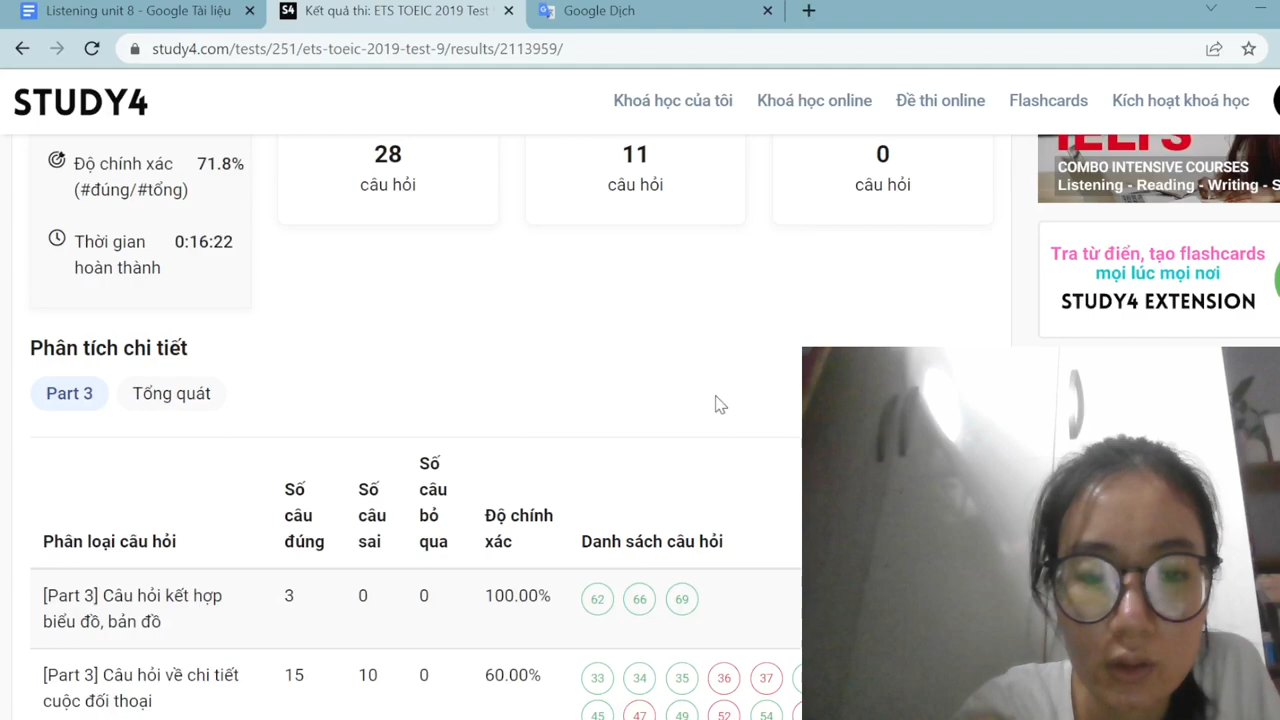 Listening unit 8 - Google Tài liệu
Kết quả thi: ETS TOEIC 2019 Test
Google Dịch
study4.com/tests/251/ets-toeic-2019-test-9/results/2113959/
STUDY4
Khoá học của tôi
Khoá học online
Đề thi online
Flashcards
Kích hoạt khoá học
Độ chính xác 71.8%
(#đúng/#tổng)
Thời gian 0:16:22
hoàn thành
28
câu hỏi
11
câu hỏi
0
câu hỏi
IELTS
COMBO INTENSIVE COURSES
Listening - Reading - Writing - S
Tra từ điển, tạo flashcards
mọi lúc mọi nơi
STUDY4 EXTENSION
Phân tích chi tiết
Part 3
Tổng quát
Phân loại câu hỏi
Số
câu
đúng
Số
câu
sai
Số
câu
bỏ
qua
Độ chính
xác
Danh sách câu hỏi
[Part 3] Câu hỏi kết hợp
biểu đồ, bản đồ
3 0 0 100.00% 62 66 69
[Part 3] Câu hỏi về chi tiết
cuộc đối thoại
15 10 0 60.00% 33 34 35 36 37
45 47 49 52 54